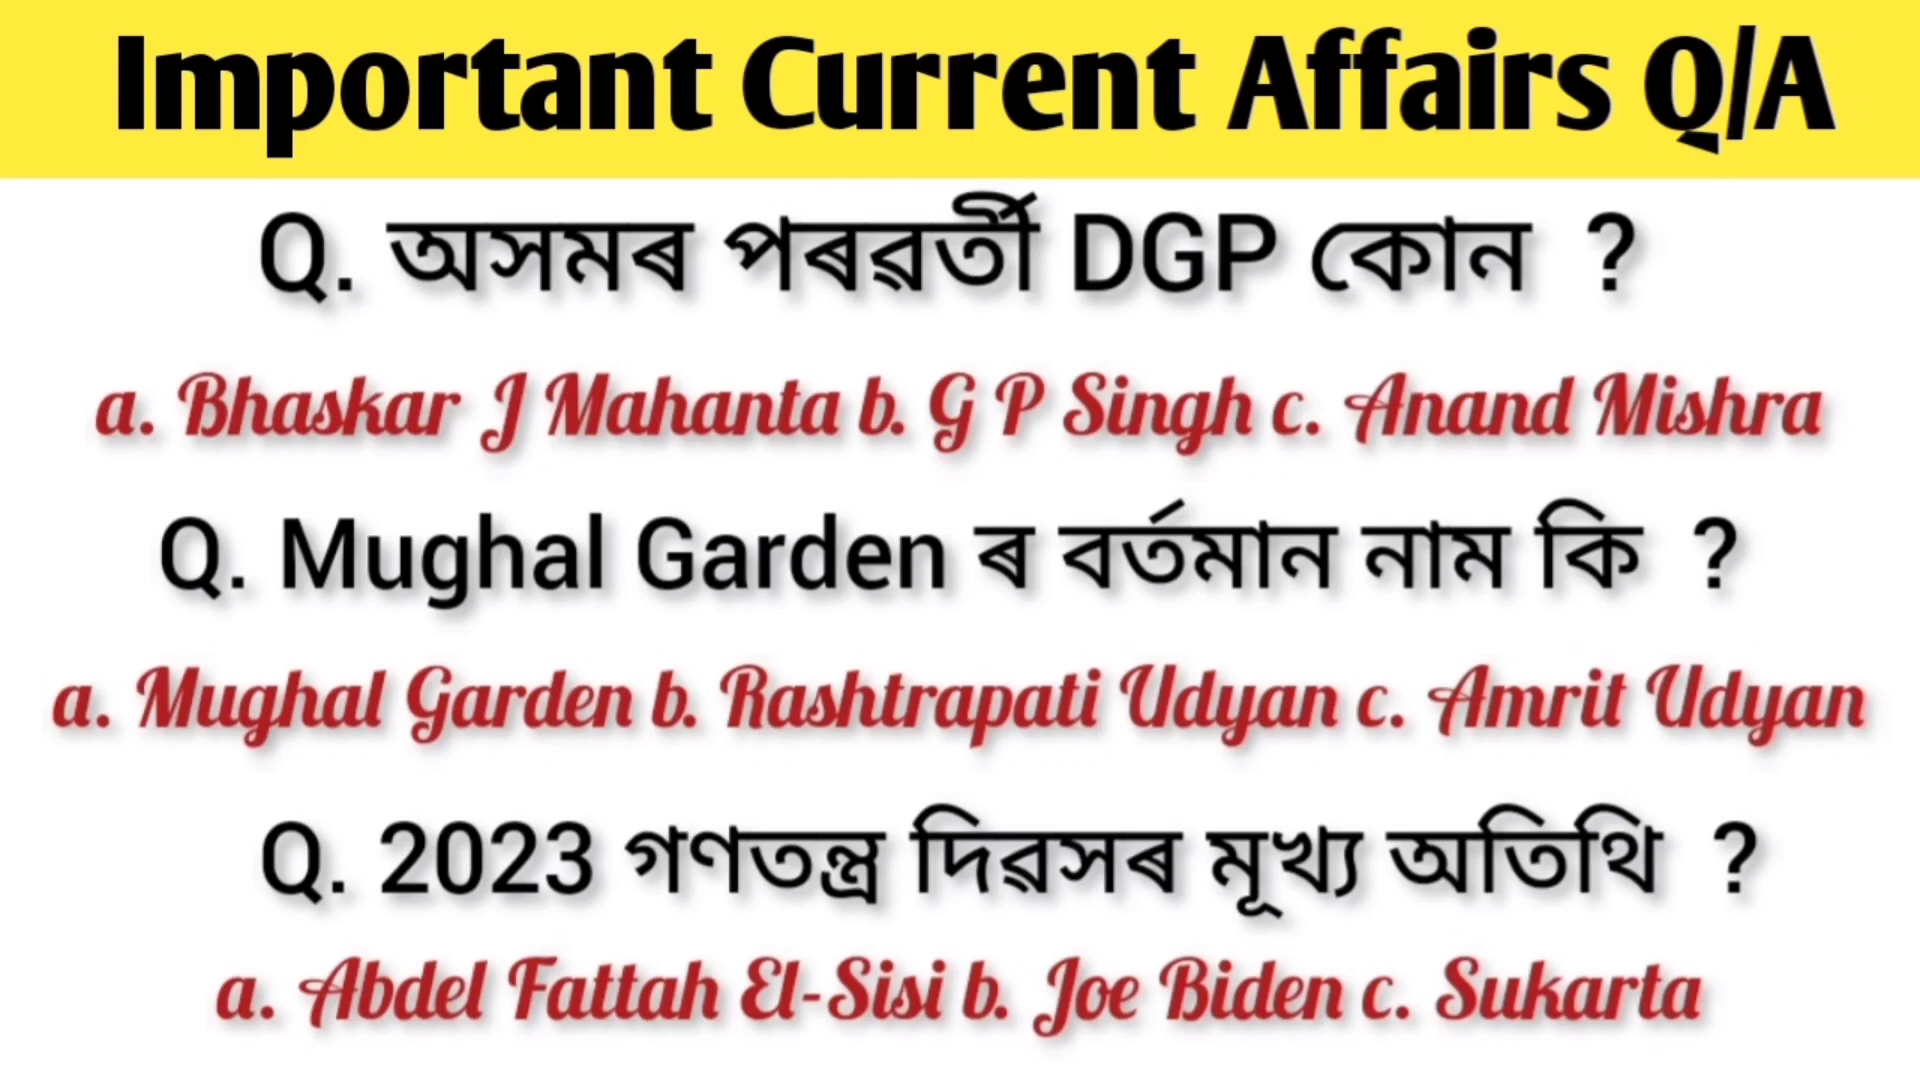 Important Current Affairs Q/A
Q. অসমৰ পৰৱৰ্তী DGP কোন ?
a. Bhaskar J Mahanta b. G P Singh c. Anand Mishra
Q. Mughal Garden ৰ বৰ্তমান নাম কি ?
a. Mughal Garden b. Rashtrapati Udyan c. Amrit Udyan
Q. 2023 গণতন্ত্ৰ দিৱসৰ মূখ্য অতিথি ?
a. Abdel Fattah El-Sisi b. Joe Biden c. Sukarta